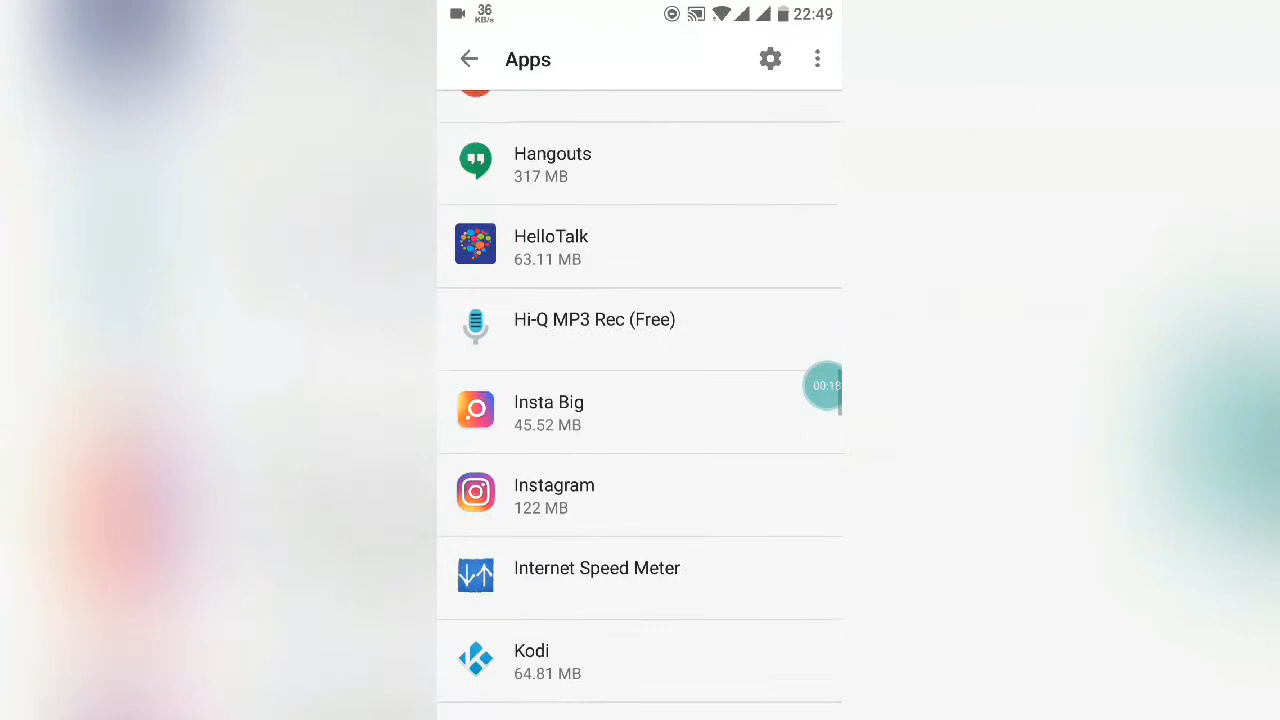 36
KB/s
22:49
Apps
Hangouts
317 MB
HelloTalk
63.11 MB
Hi-Q MP3 Rec (Free)
00:18
Insta Big
45.52 MB
Instagram
122 MB
Internet Speed Meter
Kodi
64.81 MB